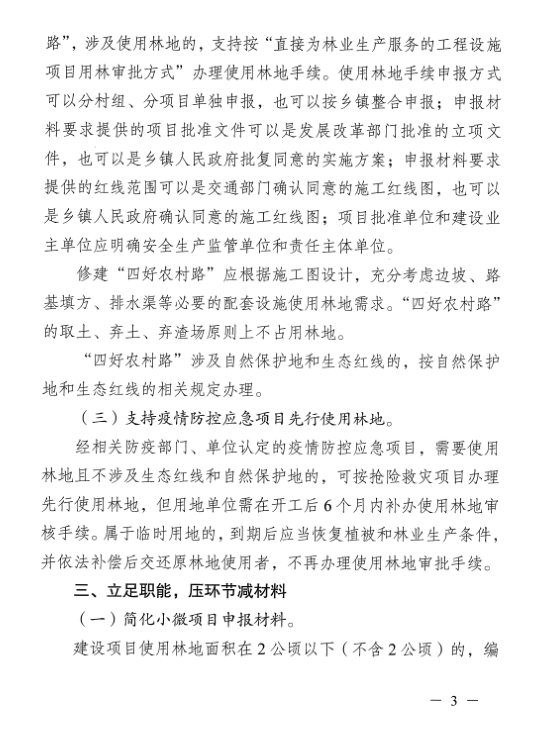 路”，涉及使用林地的，支持按“直接为林业生产服务的工程设施
项目用林审批方式”办理使用林地手续。使用林地手续申报方式
可以分村组、分项目单独申报，也可以按乡镇整合申报；申报材
料要求提供的项目批准文件可以是发展改革部门批准的立项文
件，也可以是乡镇人民政府批复同意的实施方案；申报材料要求
提供的红线范围可以是交通部门确认同意的施工红线图，也可以
是乡镇人民政府确认同意的施工红线图；项目批准单位和建设业
主单位应明确安全生产监管单位和责任主体单位。
修建“四好农村路”应根据施工图设计，充分考虑边坡、路
基填方、排水渠等必要的配套设施使用林地需求。“四好农村路”
的取土、弃土、弃渣场原则上不占用林地。
“四好农村路”涉及自然保护地和生态红线的，按自然保护
地和生态红线的相关规定办理。
（三）支持疫情防控应急项目先行使用林地。
经相关防疫部门、单位认定的疫情防控应急项目，需要使用
林地且不涉及生态红线和自然保护地的，可按抢险救灾项目办理
先行使用林地，但用地单位需在开工后 6 个月内补办使用林地审
核手续。属于临时用地的，到期后应当恢复植被和林业生产条件，
并依法补偿后交还原林地使用者，不再办理使用林地审批手续。
三、立足职能，压环节减材料
（一）简化小微项目申报材料。
建设项目使用林地面积在 2 公顷以下（不含 2 公顷）的，编
— 3 —